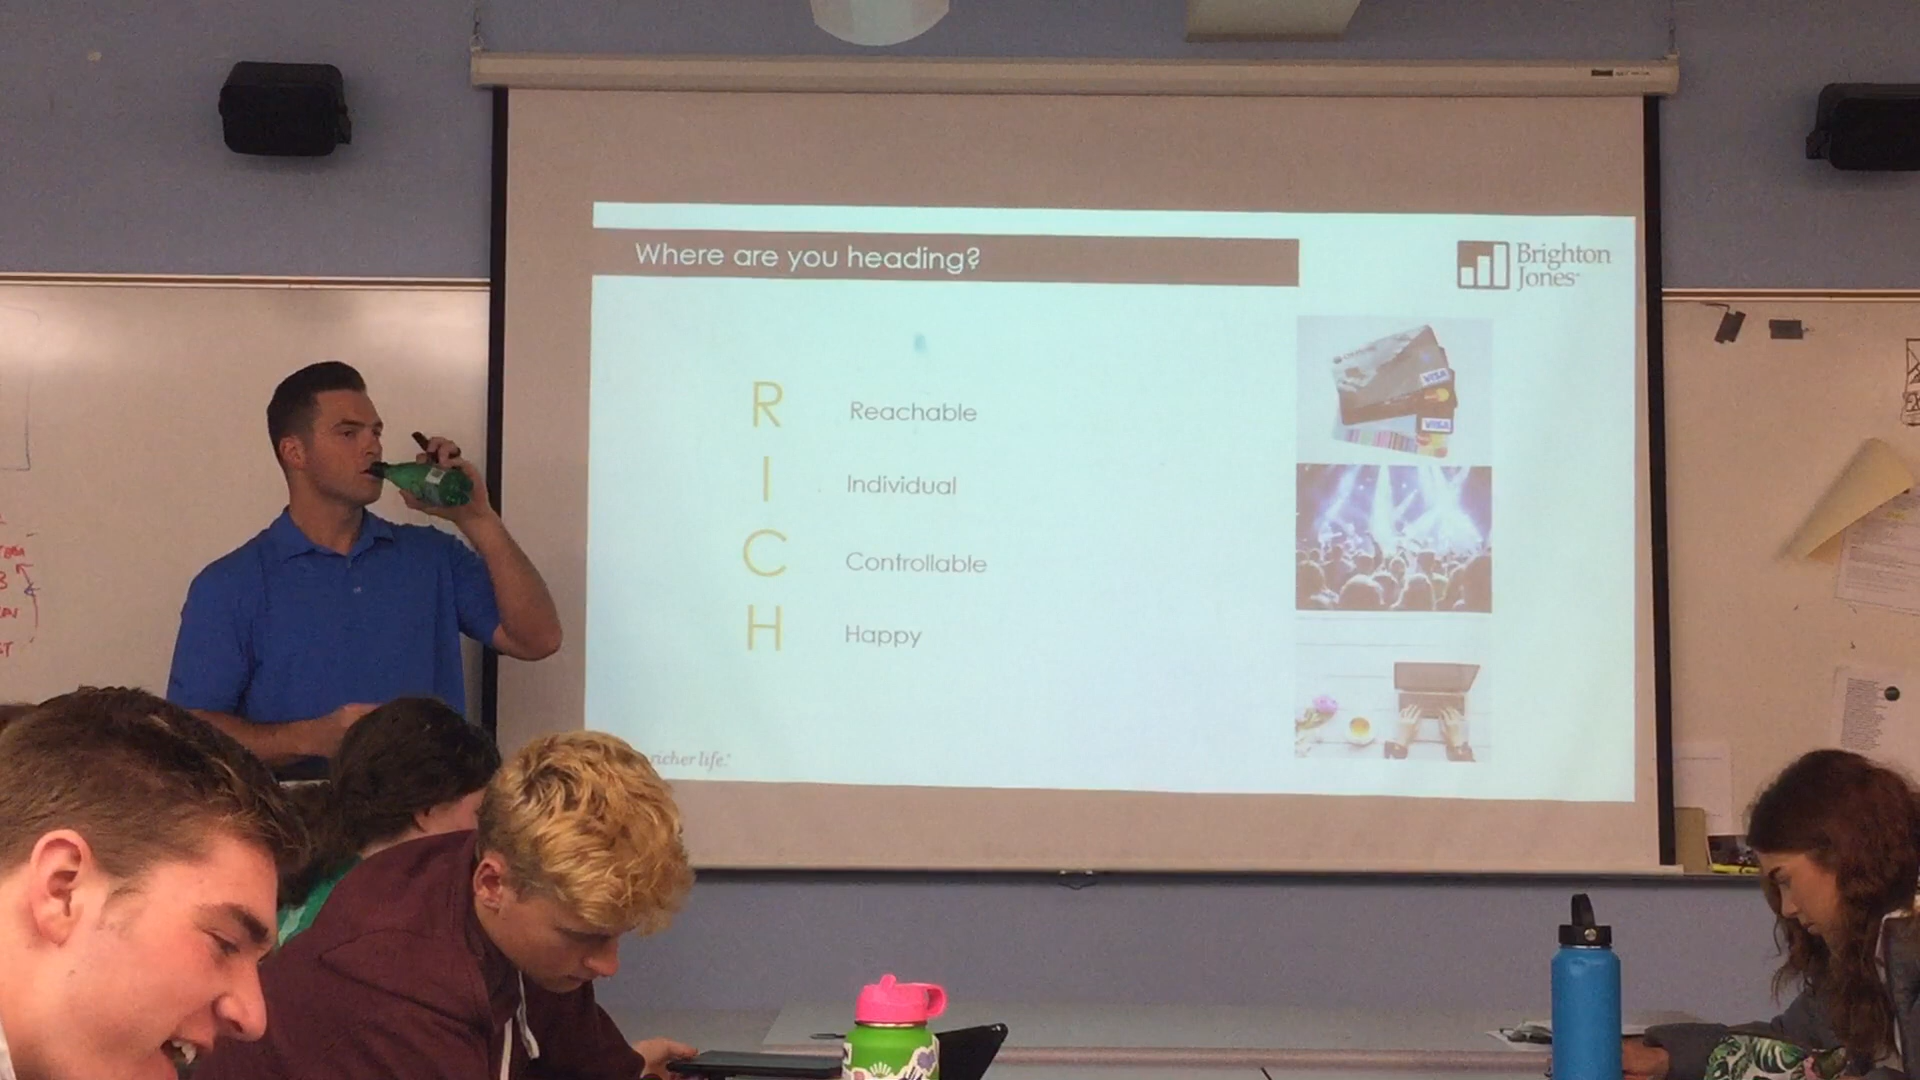 Where are you heading?
Brighton
Jones
R Reachable
I Individual
C Controllable
H Happy
richer life.
VISA
VISA